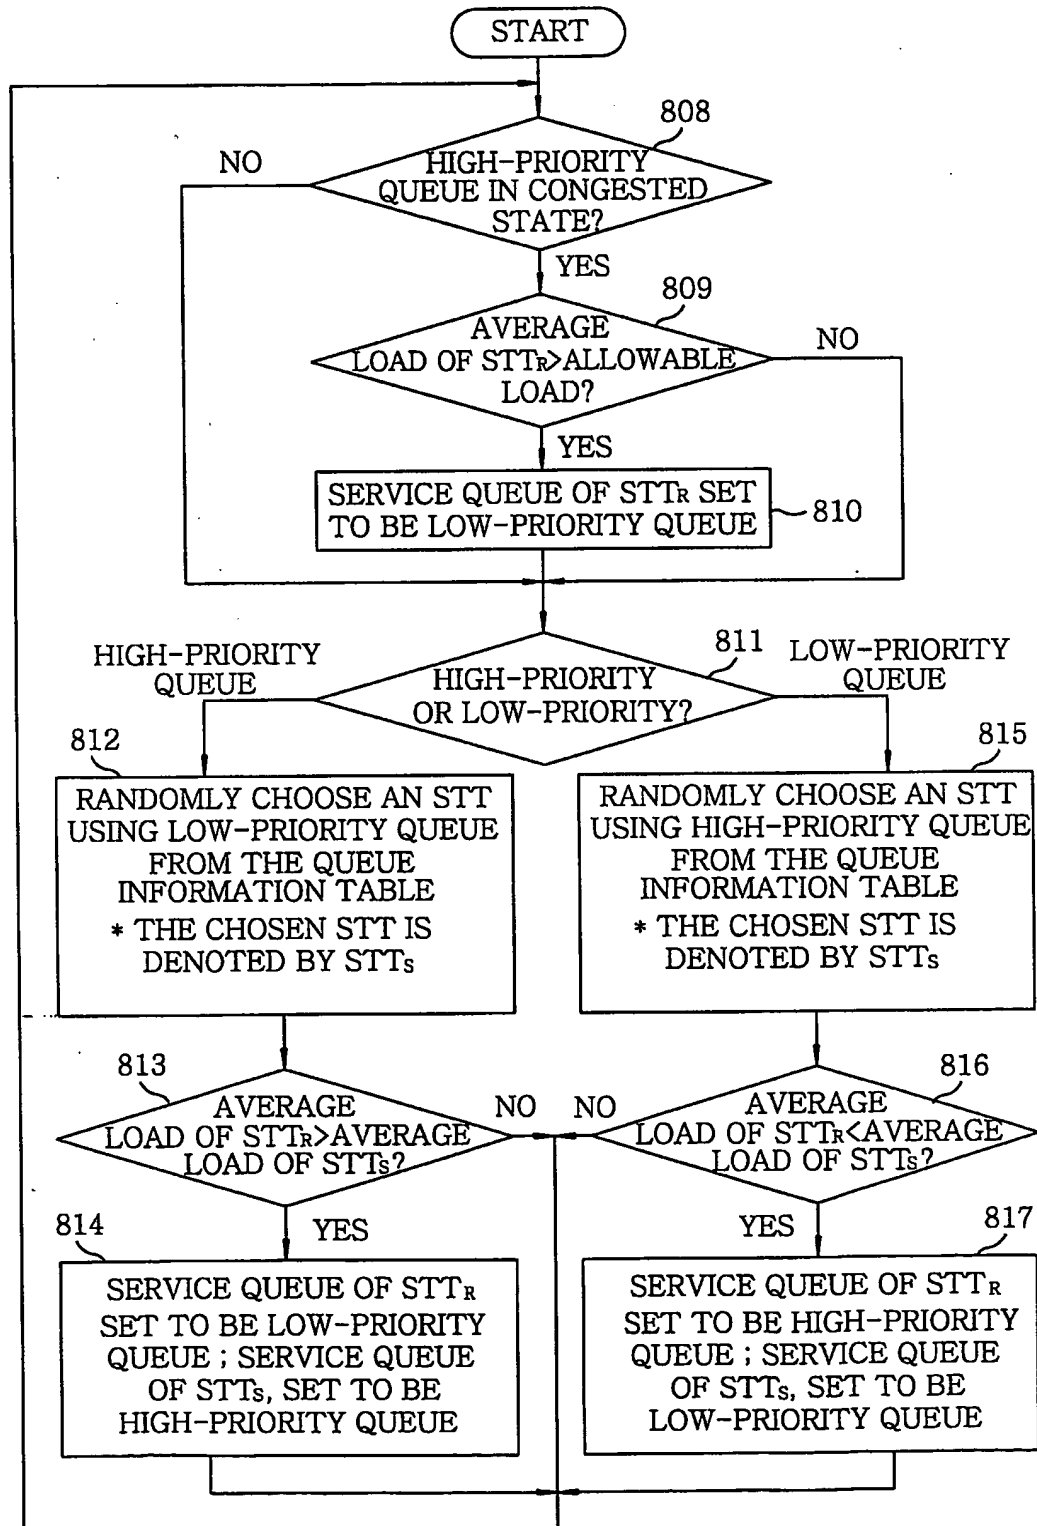 START
808
HIGH-PRIORITY
QUEUE IN CONGESTED
STATE?
NO
YES
809
AVERAGE
LOAD OF STTR>ALLOWABLE
LOAD?
NO
YES
SERVICE QUEUE OF STTR SET
TO BE LOW-PRIORITY QUEUE
810
811
HIGH-PRIORITY
QUEUE
HIGH-PRIORITY
OR LOW-PRIORITY?
LOW-PRIORITY
QUEUE
812
RANDOMLY CHOOSE AN STT
USING LOW-PRIORITY QUEUE
FROM THE QUEUE
INFORMATION TABLE
* THE CHOSEN STT IS
DENOTED BY STTS
815
RANDOMLY CHOOSE AN STT
USING HIGH-PRIORITY QUEUE
FROM THE QUEUE
INFORMATION TABLE
* THE CHOSEN STT IS
DENOTED BY STTS
813
AVERAGE
LOAD OF STTR>AVERAGE
LOAD OF STTS?
NO
NO
816
AVERAGE
LOAD OF STTR<AVERAGE
LOAD OF STTS?
YES
YES
814
SERVICE QUEUE OF STTR
SET TO BE LOW-PRIORITY
QUEUE ; SERVICE QUEUE
OF STTS, SET TO BE
HIGH-PRIORITY QUEUE
817
SERVICE QUEUE OF STTR
SET TO BE HIGH-PRIORITY
QUEUE ; SERVICE QUEUE
OF STTS, SET TO BE
LOW-PRIORITY QUEUE